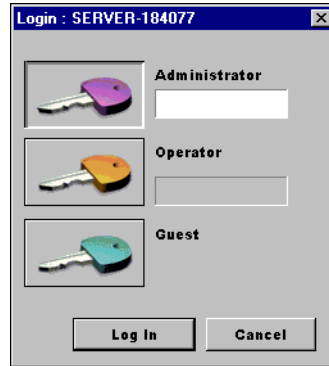 Login : SERVER-184077
Administrator
Operator
Guest
Log In
Cancel